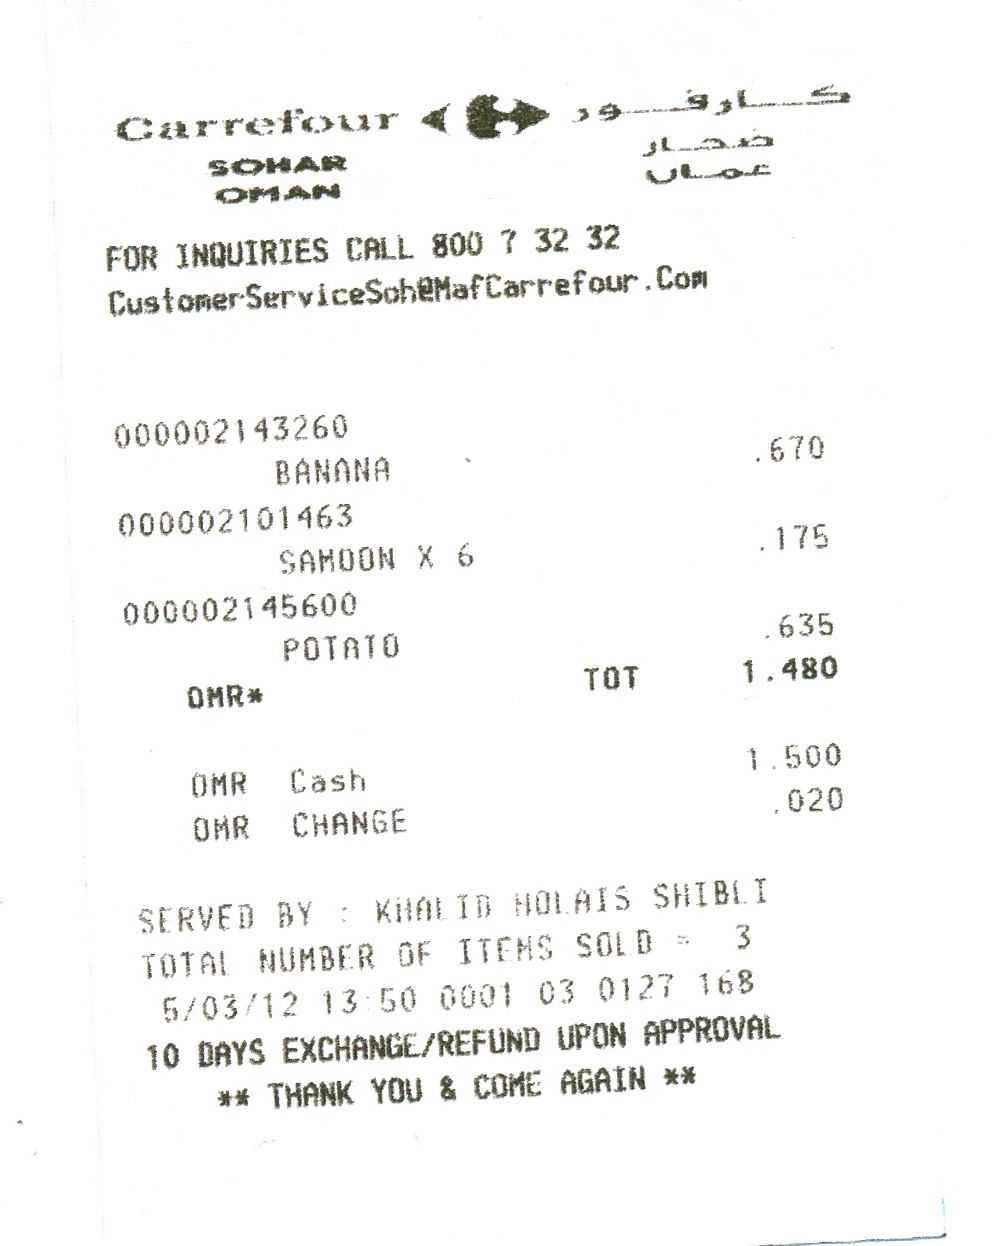 Carrefour كارفور
SOHAR صحار
OMAN عمان
FOR INQUIRIES CALL 800 7 32 32
CustomerServiceSoh@MafCarrefour.Com
000002143260
BANANA .670
000002101463
SAMOON X 6 .175
000002145600
POTATO .635
OMR* TOT 1.480
OMR Cash 1.500
OMR CHANGE .020
SERVED BY : KHALID HOLAIS SHIBLI
TOTAL NUMBER OF ITEMS SOLD = 3
5/03/12 13:50 0001 03 0127 168
10 DAYS EXCHANGE/REFUND UPON APPROVAL
** THANK YOU & COME AGAIN **